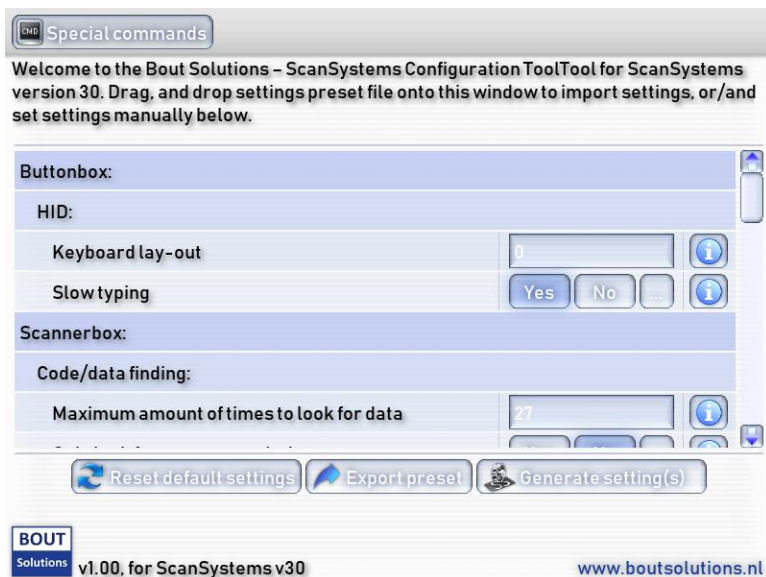 CMD Special commands
Welcome to the Bout Solutions – ScanSystems Configuration ToolTool for ScanSystems
version 30. Drag, and drop settings preset file onto this window to import settings, or/and
set settings manually below.
Buttonbox:
HID:
Keyboard lay-out 0
Slow typing Yes No ...
Scannerbox:
Code/data finding:
Maximum amount of times to look for data 27
Reset default settings Export preset Generate setting(s)
BOUT
Solutions v1.00, for ScanSystems v30 www.boutsolutions.nl